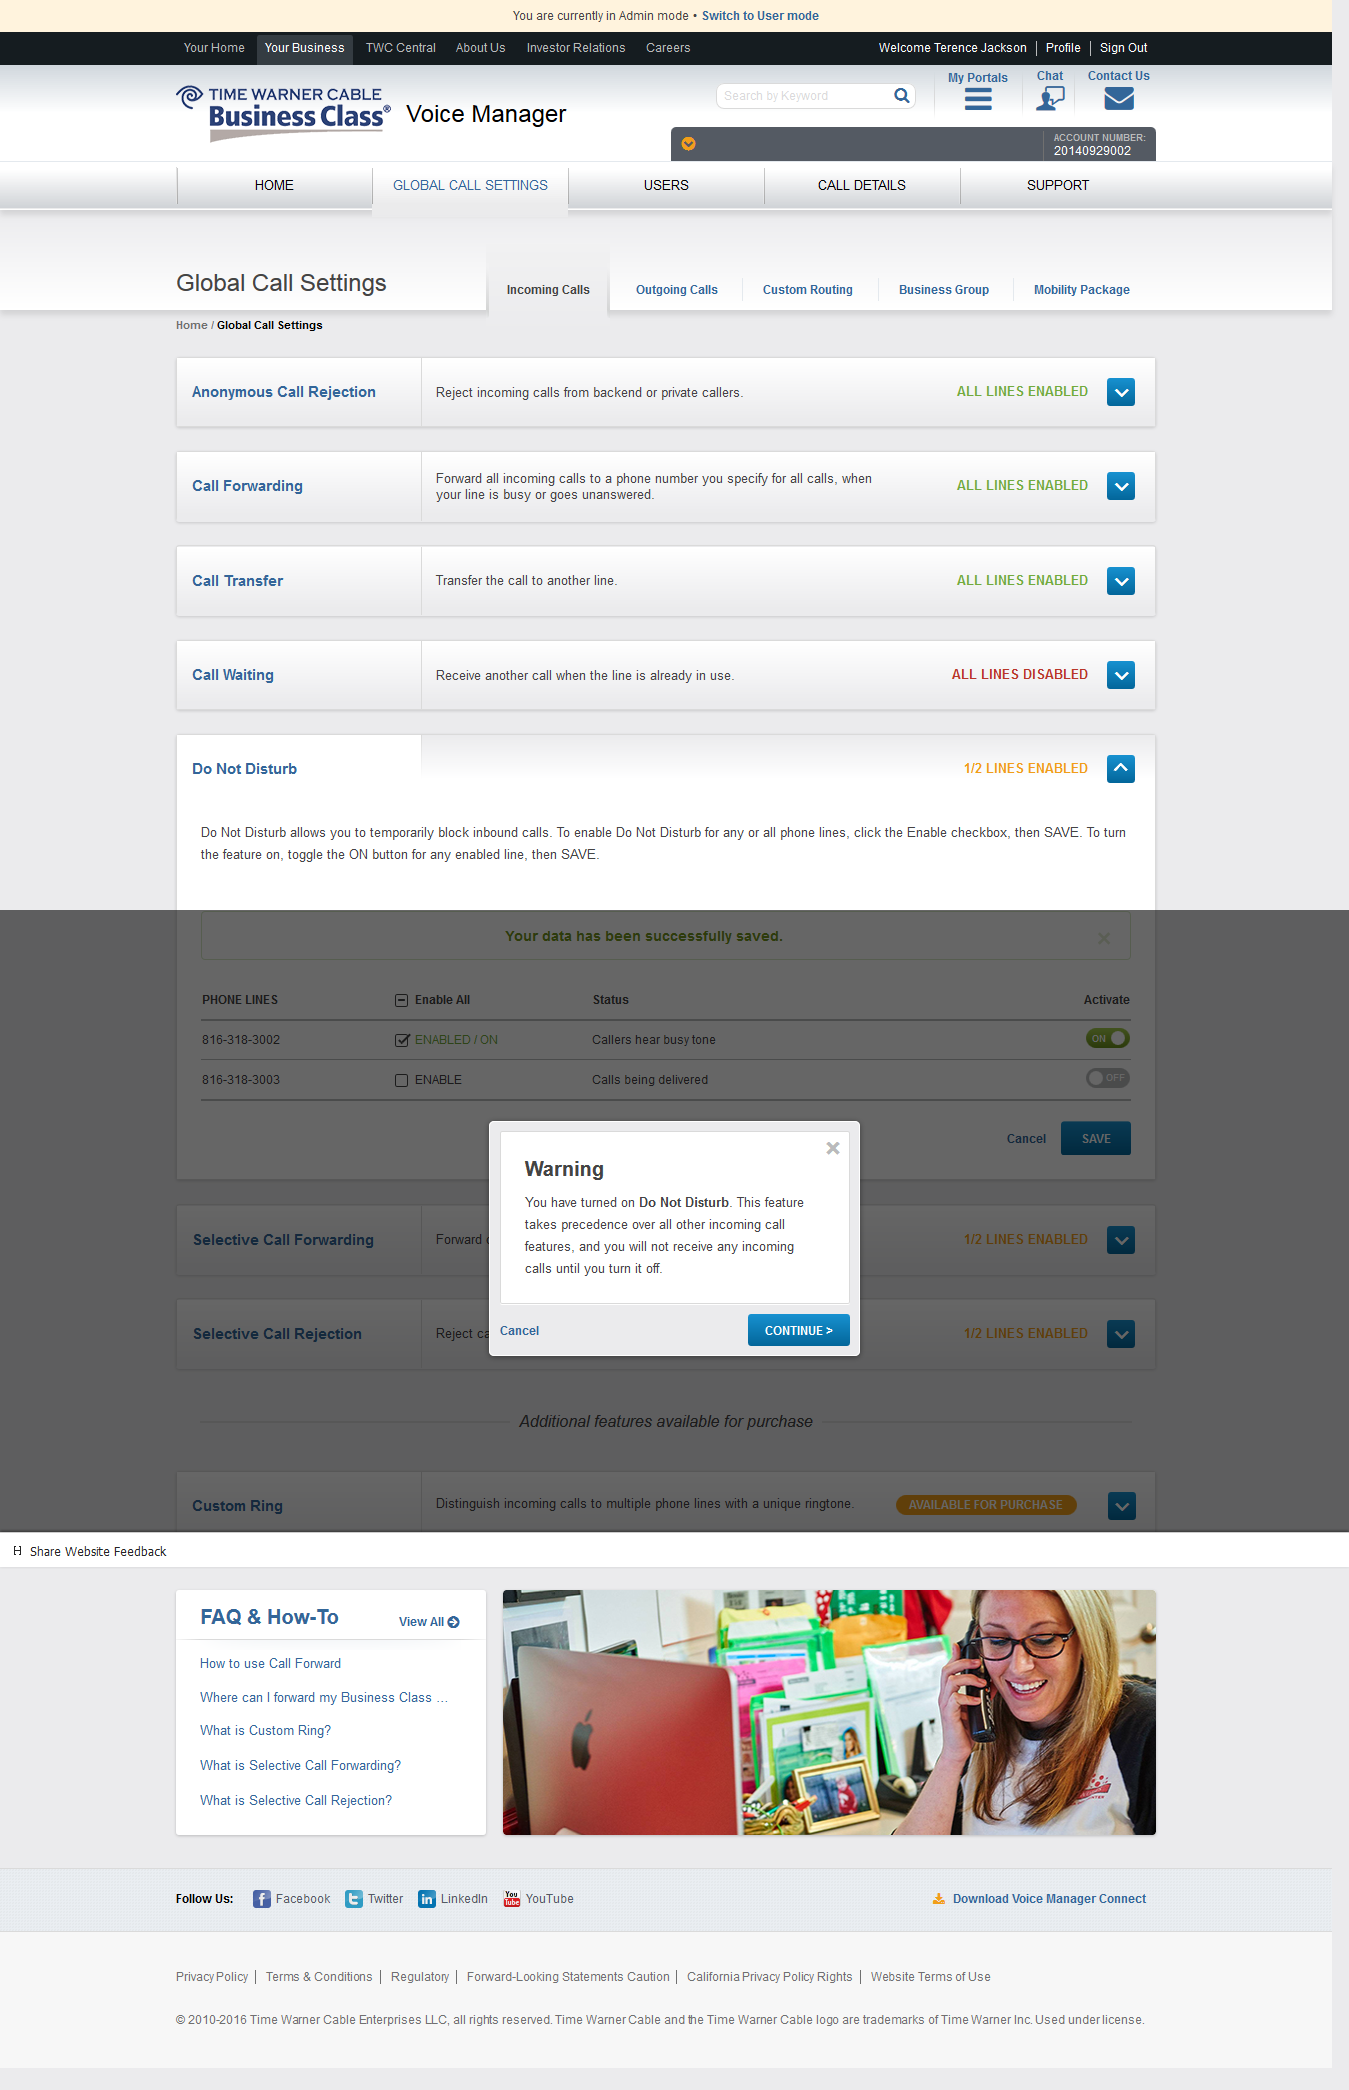 You are currently in Admin mode • Switch to User mode
Your Home Your Business TWC Central About Us Investor Relations Careers Welcome Terence Jackson Profile Sign Out
TIME WARNER CABLE
Business Class®
Voice Manager
Search by Keyword
My Portals
Chat
Contact Us
ACCOUNT NUMBER:
20140929002
HOME GLOBAL CALL SETTINGS USERS CALL DETAILS SUPPORT
Global Call Settings
Incoming Calls Outgoing Calls Custom Routing Business Group Mobility Package
Home / Global Call Settings
Anonymous Call Rejection Reject incoming calls from backend or private callers. ALL LINES ENABLED
Call Forwarding Forward all incoming calls to a phone number you specify for all calls, when
your line is busy or goes unanswered. ALL LINES ENABLED
Call Transfer Transfer the call to another line. ALL LINES ENABLED
Call Waiting Receive another call when the line is already in use. ALL LINES DISABLED
Do Not Disturb 1/2 LINES ENABLED
Do Not Disturb allows you to temporarily block inbound calls. To enable Do Not Disturb for any or all phone lines, click the Enable checkbox, then SAVE. To turn
the feature on, toggle the ON button for any enabled line, then SAVE.
Your data has been successfully saved.
PHONE LINES Enable All Status Activate
816-318-3002 ENABLED / ON Callers hear busy tone ON
816-318-3003 ENABLE Calls being delivered OFF
Cancel SAVE
Warning
You have turned on Do Not Disturb. This feature
takes precedence over all other incoming call
features, and you will not receive any incoming
calls until you turn it off.
Cancel CONTINUE >
Selective Call Forwarding Forward 1/2 LINES ENABLED
Selective Call Rejection Reject ca 1/2 LINES ENABLED
Additional features available for purchase
Custom Ring Distinguish incoming calls to multiple phone lines with a unique ringtone. AVAILABLE FOR PURCHASE
H Share Website Feedback
FAQ & How-To View All
How to use Call Forward
Where can I forward my Business Class ...
What is Custom Ring?
What is Selective Call Forwarding?
What is Selective Call Rejection?
Follow Us: Facebook Twitter LinkedIn YouTube Download Voice Manager Connect
Privacy Policy Terms & Conditions Regulatory Forward-Looking Statements Caution California Privacy Policy Rights Website Terms of Use
© 2010-2016 Time Warner Cable Enterprises LLC, all rights reserved. Time Warner Cable and the Time Warner Cable logo are trademarks of Time Warner Inc. Used under license.